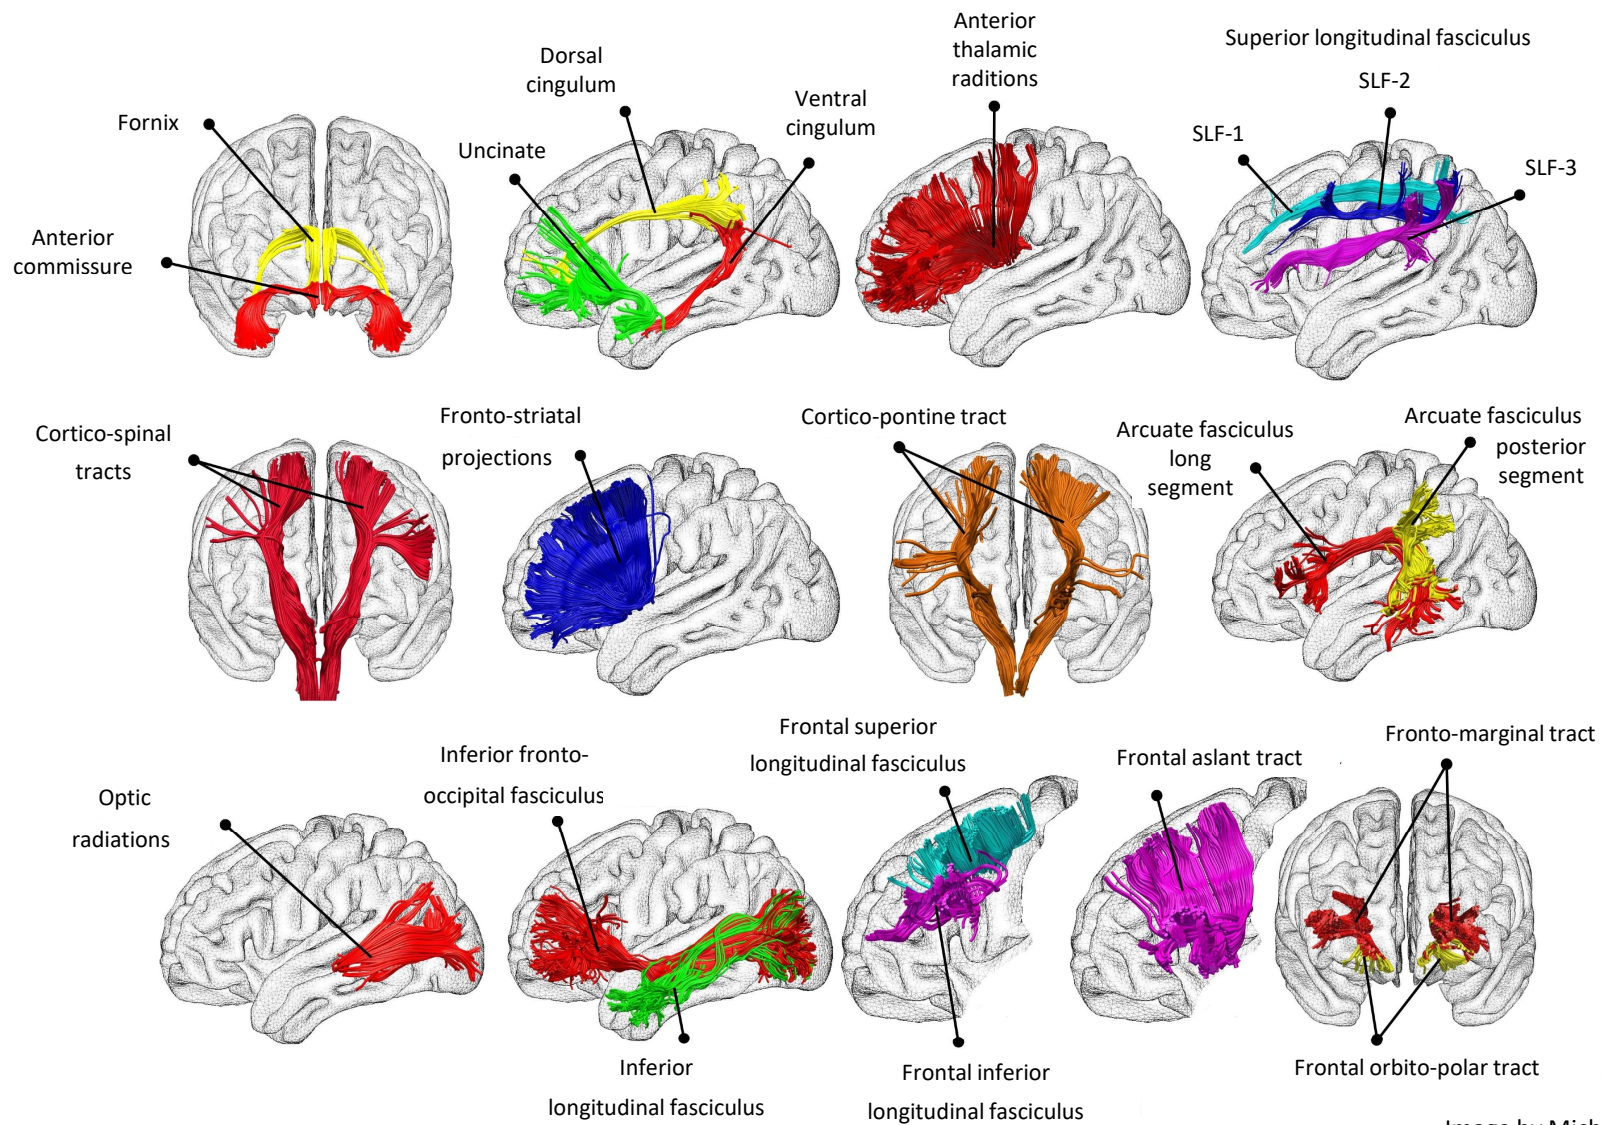 Fornix
Anterior
commissure
Dorsal
cingulum
Uncinate
Ventral
cingulum
Anterior
thalamic
raditions
Superior longitudinal fasciculus
SLF-2
SLF-1
SLF-3
Cortico-spinal
tracts
Fronto-striatal
projections
Cortico-pontine tract
Arcuate fasciculus
long
segment
Arcuate fasciculus
posterior
segment
Optic
radiations
Inferior fronto-
occipital fasciculus
Inferior
longitudinal fasciculus
Frontal superior
longitudinal fasciculus
Frontal inferior
longitudinal fasciculus
Frontal aslant tract
Fronto-marginal tract
Frontal orbito-polar tract
Image by Mich